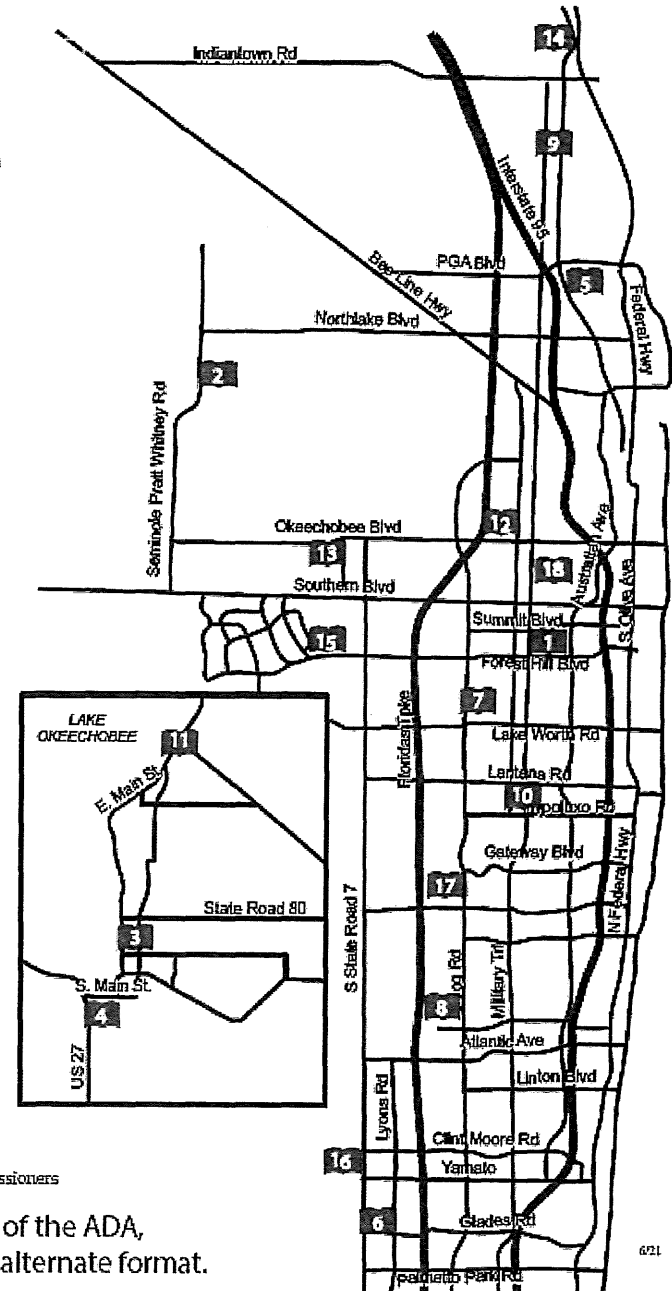 14
Indiantown Rd
9
Interstate 95
PGA Blvd
5
Bee-Line Hwy
Federal Hwy
Northlake Blvd
2
Seminole Pratt Whitney Rd
12
Okeechobee Blvd
13
18
Australian Ave
Southern Blvd
S. Olive Ave
Summit Blvd
15
1
Forest Hill Blvd
7
LAKE
OKEECHOBEE
11
Floridas Tpke
Lake Worth Rd
Lantana Rd
E. Main St.
10
Gateway Blvd
17
N Federal Hwy
State Road 80
S State Road 7
3
Military Trl
S. Main St.
4
8
Atlantic Ave
US 27
Linton Blvd
Lyons Rd
Clint Moore Rd
16
Yamato
6
Glades Rd
Palmetto Park Rd
ssioners
of the ADA,
alternate format.
6/21